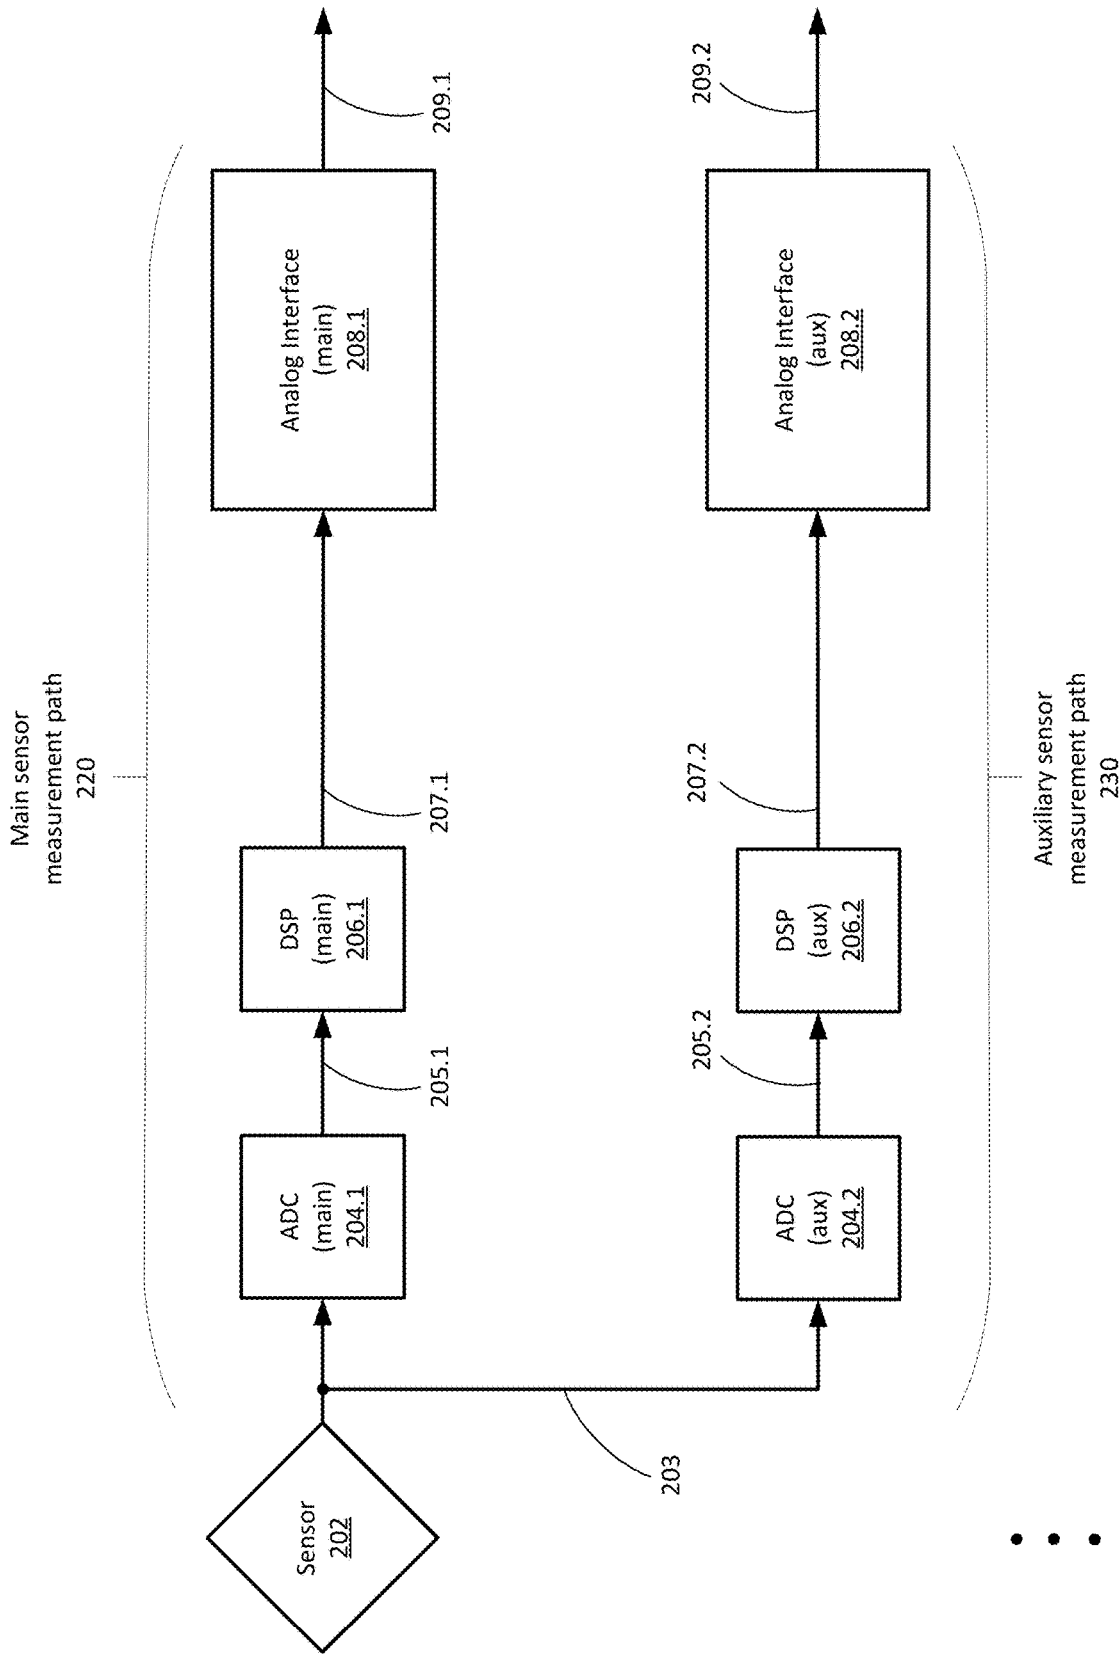 Main sensor
measurement path
220
Sensor
202
ADC
(main)
204.1
205.1
DSP
(main)
206.1
207.1
Analog Interface
(main)
208.1
209.1
203
ADC
(aux)
204.2
205.2
DSP
(aux)
206.2
207.2
Analog Interface
(aux)
208.2
209.2
Auxiliary sensor
measurement path
230